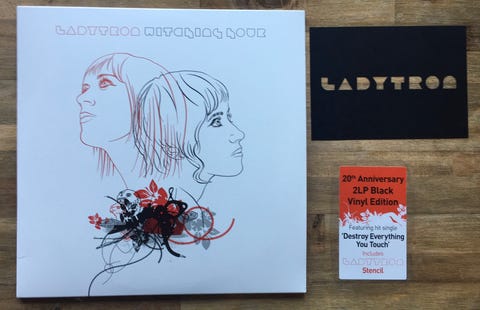 LADYTRON WITCHING HOUR
LADYTRON
20th Anniversary
2LP Black
Vinyl Edition
Featuring hit single
'Destroy Everything
You Touch'
Includes
LADYTRON
Stencil